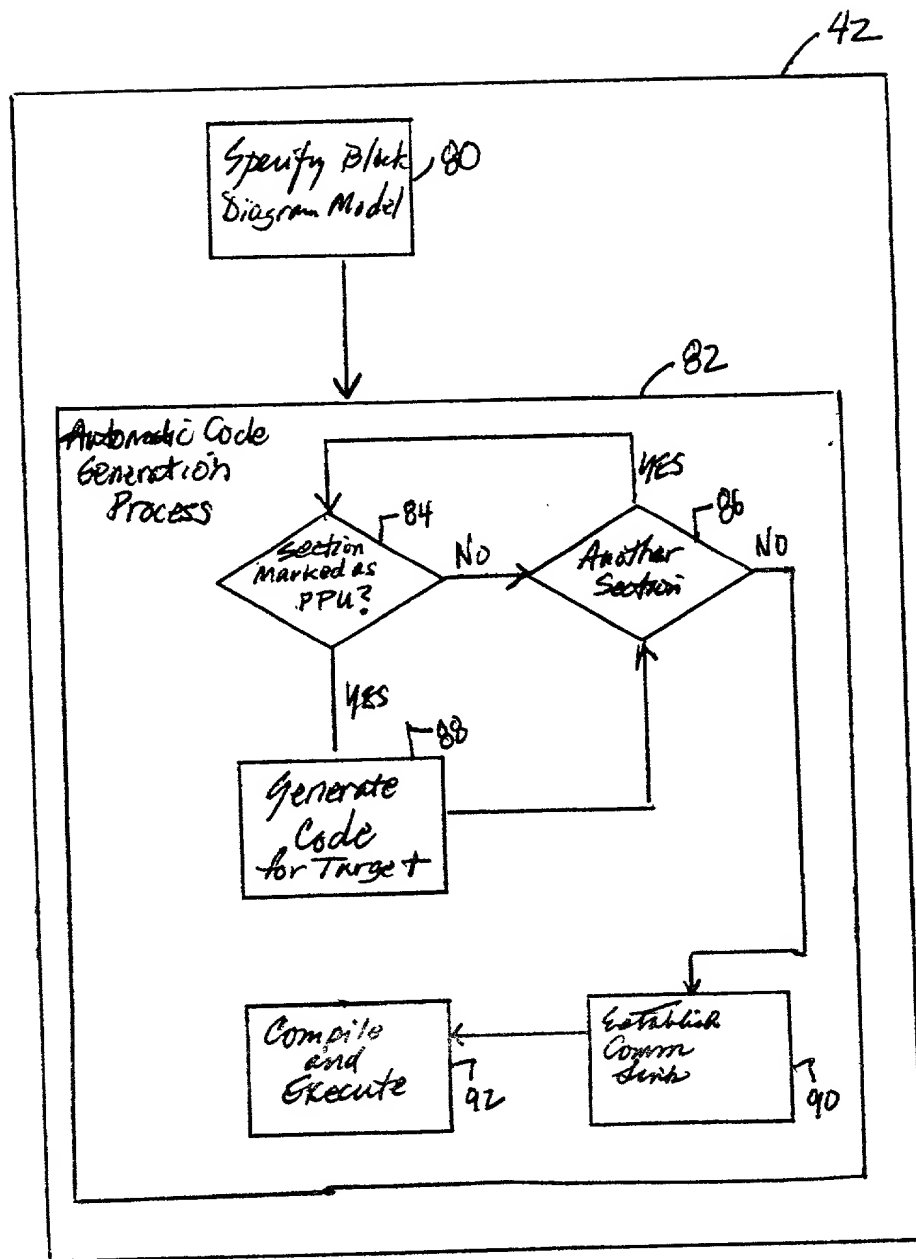 42
Specify Block
Diagram Model
80
82
Automatic Code
Generation
Process
YES
84
86
Section
Marked as
PPU?
NO
Another
Section
NO
YES
88
Generate
Code
for Target
Compile
and
Execute
92
Establish
Comm
Link
90